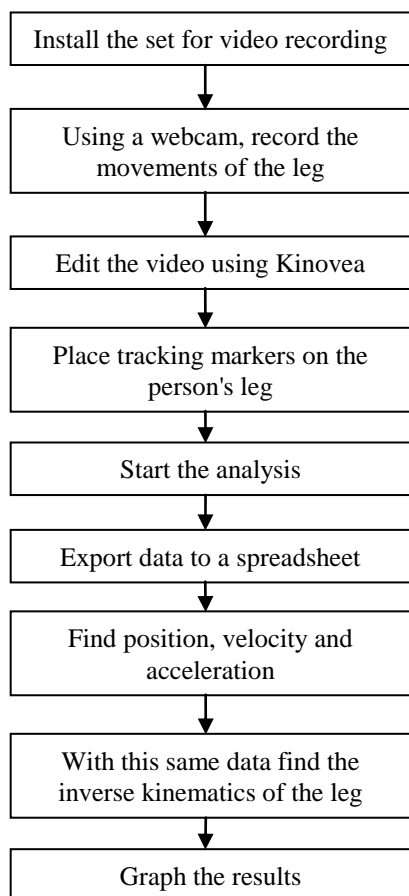 Install the set for video recording
Using a webcam, record the
movements of the leg
Edit the video using Kinovea
Place tracking markers on the
person's leg
Start the analysis
Export data to a spreadsheet
Find position, velocity and
acceleration
With this same data find the
inverse kinematics of the leg
Graph the results